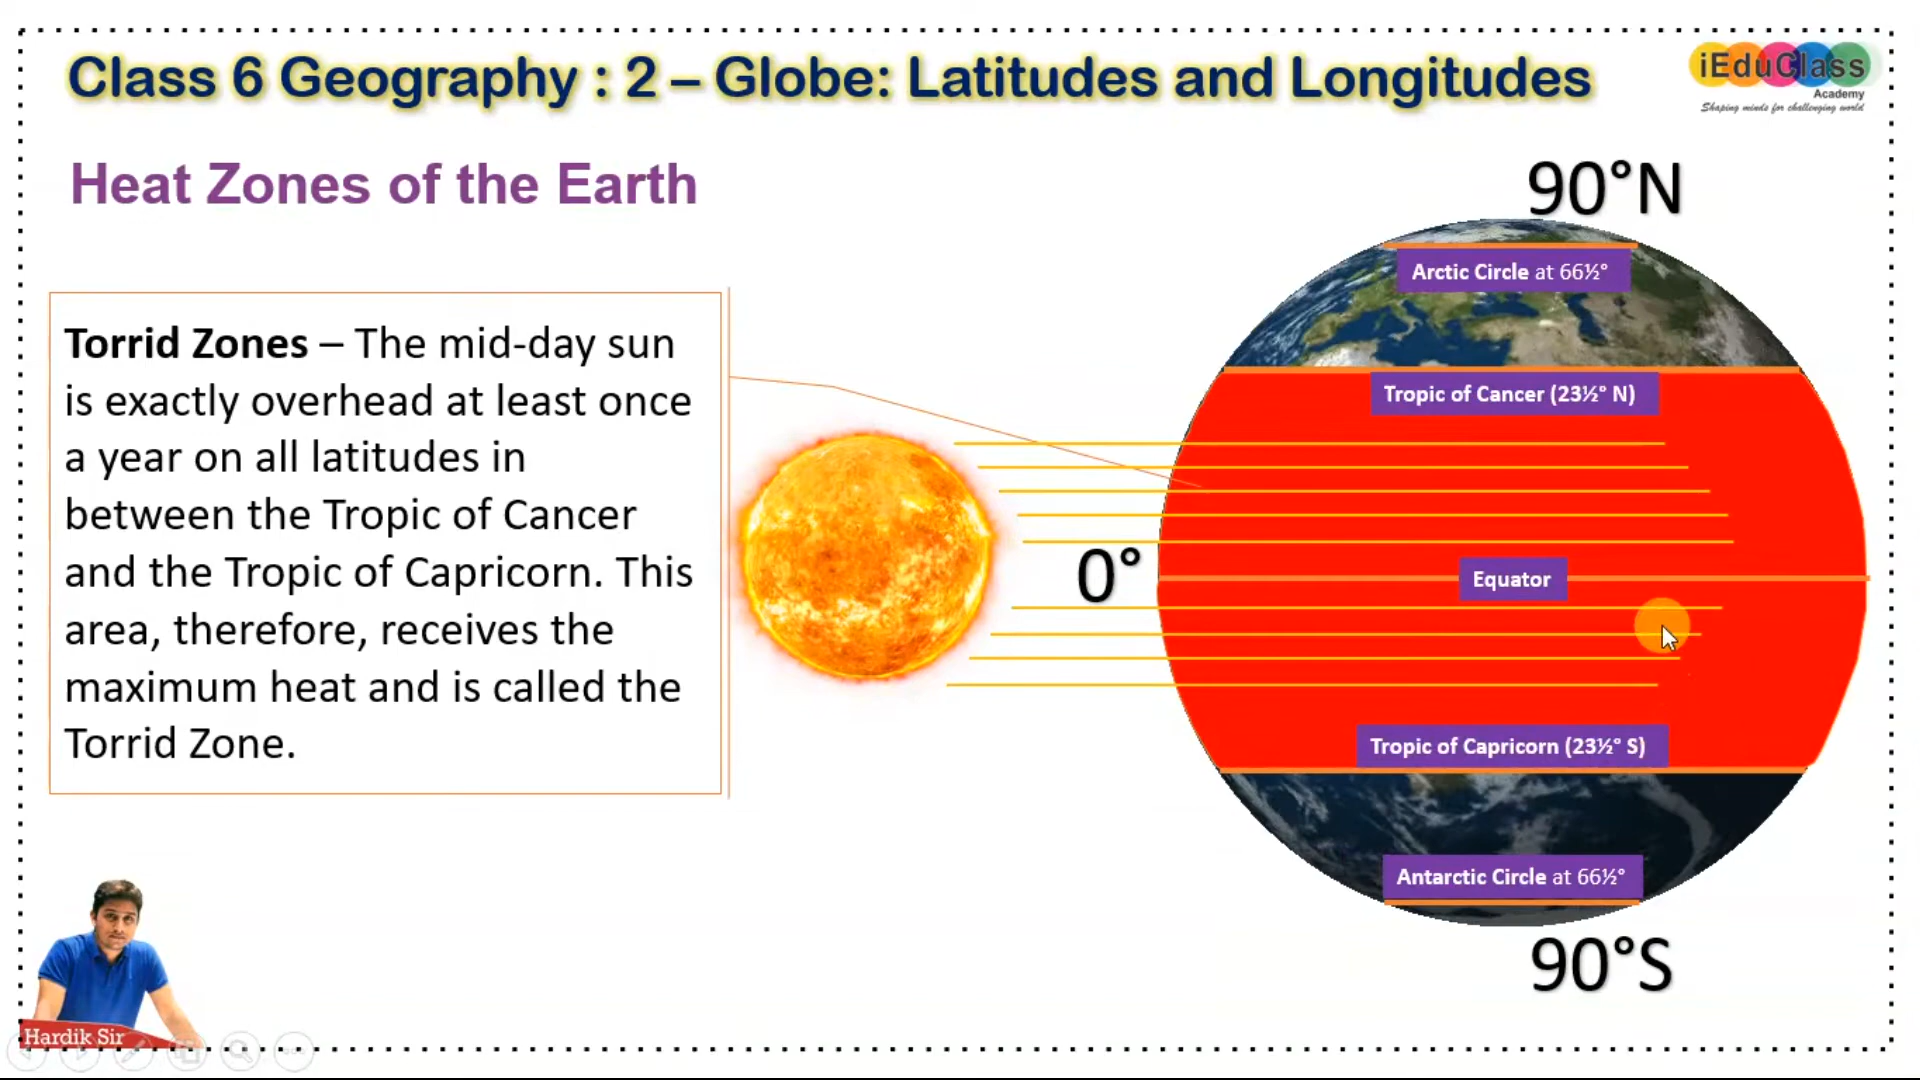 Class 6 Geography : 2 – Globe: Latitudes and Longitudes
iEduClass
Academy
Shaping minds for challenging world
Heat Zones of the Earth
90°N
Arctic Circle at 66½°
Torrid Zones – The mid-day sun
is exactly overhead at least once
a year on all latitudes in
between the Tropic of Cancer
and the Tropic of Capricorn. This
area, therefore, receives the
maximum heat and is called the
Torrid Zone.
Tropic of Cancer (23½° N)
0°
Equator
Tropic of Capricorn (23½° S)
Antarctic Circle at 66½°
90°S
Hardik Sir